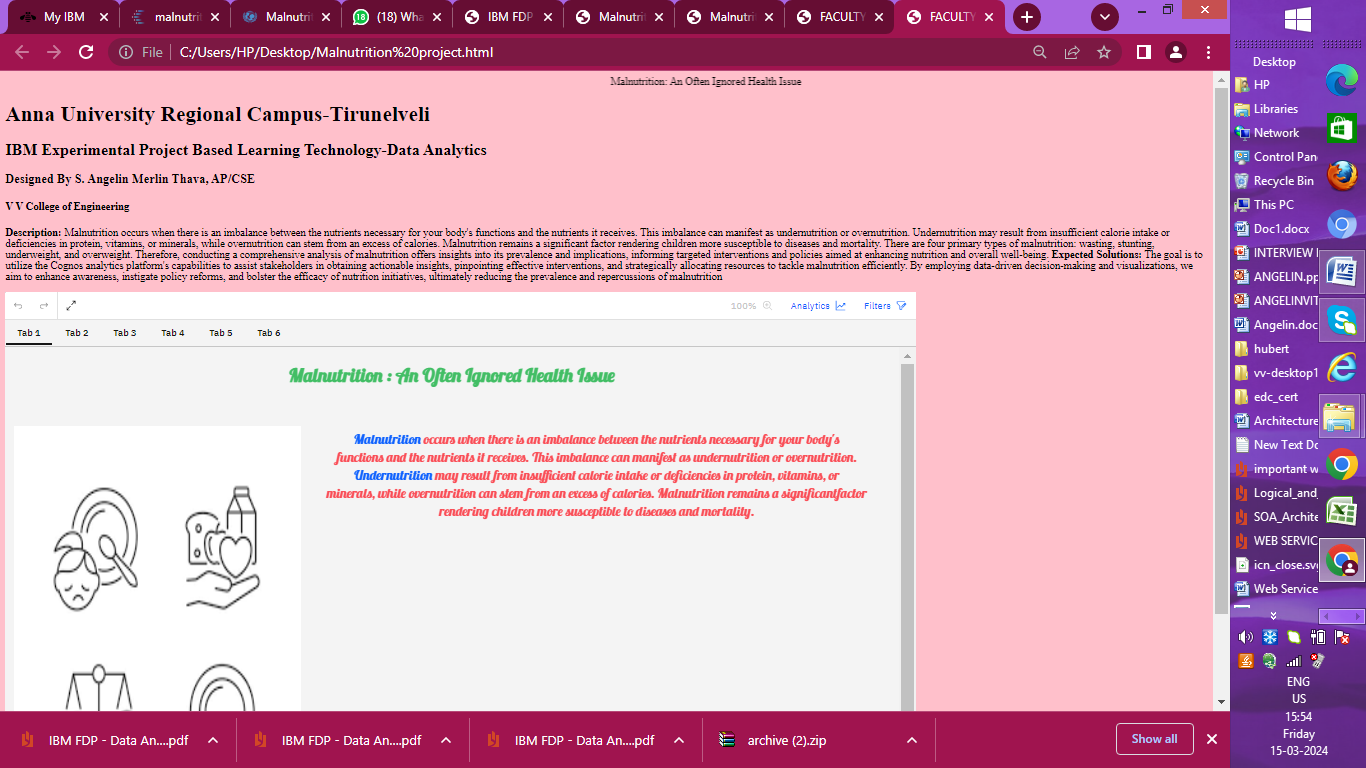 My IBM
malnutrit
Malnutrit
(18) Wha
IBM FDP
Malnutrit
Malnutrit
FACULTY
FACULTY
File
C:/Users/HP/Desktop/Malnutrition%20project.html
Malnutrition: An Often Ignored Health Issue
Anna University Regional Campus-Tirunelveli
IBM Experimental Project Based Learning Technology-Data Analytics
Designed By S. Angelin Merlin Thava, AP/CSE
V V College of Engineering
Description: Malnutrition occurs when there is an imbalance between the nutrients necessary for your body's functions and the nutrients it receives. This imbalance can manifest as undernutrition or overnutrition. Undernutrition may result from insufficient calorie intake or
deficiencies in protein, vitamins, or minerals, while overnutrition can stem from an excess of calories. Malnutrition remains a significant factor rendering children more susceptible to diseases and mortality. There are four primary types of malnutrition: wasting, stunting,
underweight, and overweight. Therefore, conducting a comprehensive analysis of malnutrition offers insights into its prevalence and implications, informing targeted interventions and policies aimed at enhancing nutrition and overall well-being. Expected Solutions: The goal is to
utilize the Cognos analytics platform's capabilities to assist stakeholders in obtaining actionable insights, pinpointing effective interventions, and strategically allocating resources to tackle malnutrition efficiently. By employing data-driven decision-making and visualizations, we
aim to enhance awareness, instigate policy reforms, and bolster the efficacy of nutrition initiatives, ultimately reducing the prevalence and repercussions of malnutrition
100%
Analytics
Filters
Tab 1
Tab 2
Tab 3
Tab 4
Tab 5
Tab 6
Malnutrition : An Often Ignored Health Issue
Malnutrition occurs when there is an imbalance between the nutrients necessary for your body's
functions and the nutrients it receives. This imbalance can manifest as undernutrition or overnutrition.
Undernutrition may result from insufficient calorie intake or deficiencies in protein, vitamins, or
minerals, while overnutrition can stem from an excess of calories. Malnutrition remains a significantfactor
rendering children more susceptible to diseases and mortality.
IBM FDP - Data An....pdf
IBM FDP - Data An....pdf
IBM FDP - Data An....pdf
archive (2).zip
Show all
Desktop
HP
Libraries
Network
Control Pan
Recycle Bin
This PC
Doc1.docx
INTERVIEW
ANGELIN.pp
ANGELINVIT
Angelin.doc
hubert
vv-desktop1
edc_cert
Architecture
New Text Do
important w
Logical_and_
SOA_Archite
WEB SERVIC
icn_close.svg
Web Service
ENG
US
15:54
Friday
15-03-2024